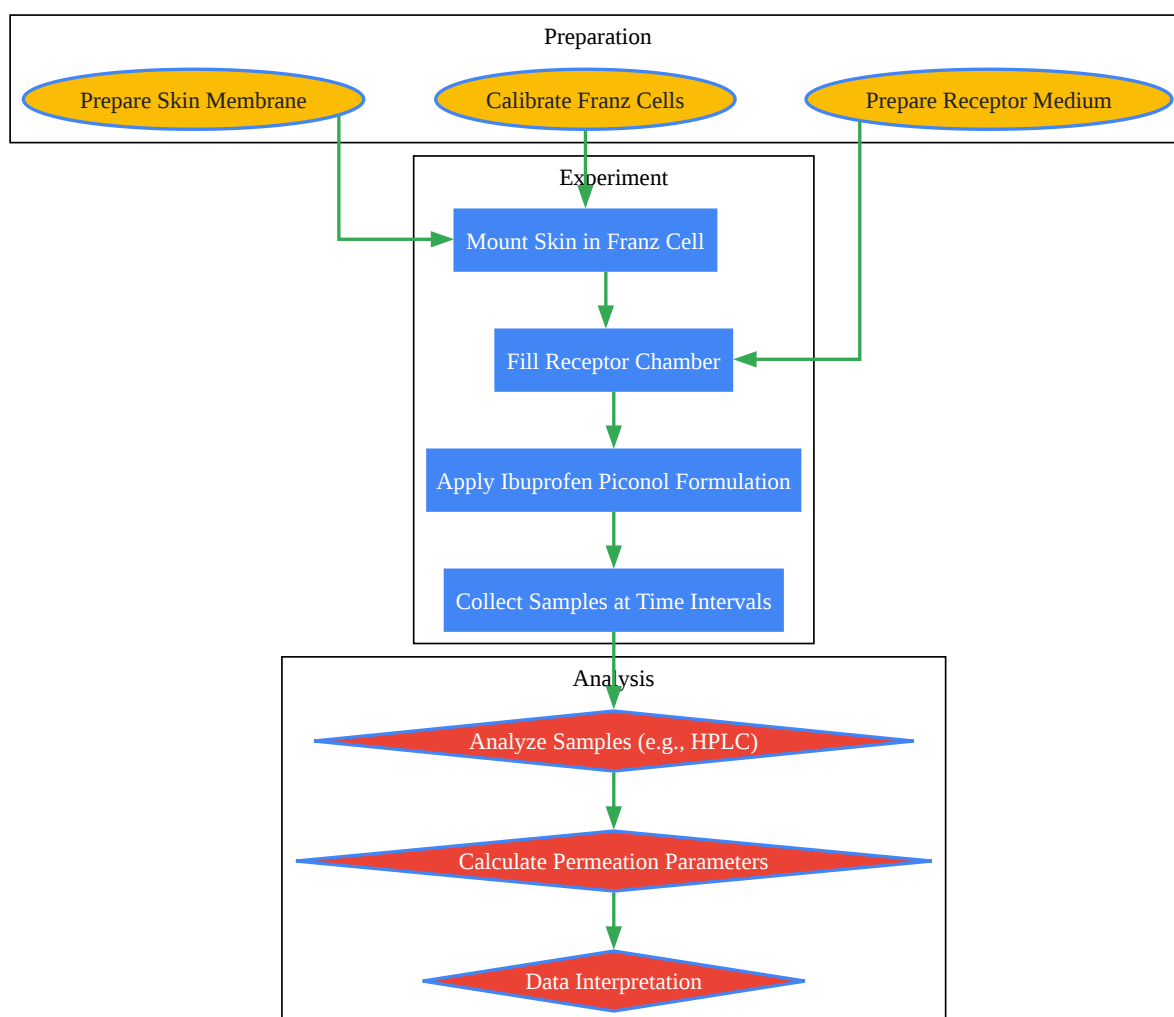 Preparation
Prepare Skin Membrane
Calibrate Franz Cells
Prepare Receptor Medium
Experiment
Mount Skin in Franz Cell
Fill Receptor Chamber
Apply Ibuprofen Piconol Formulation
Collect Samples at Time Intervals
Analysis
Analyze Samples (e.g., HPLC)
Calculate Permeation Parameters
Data Interpretation